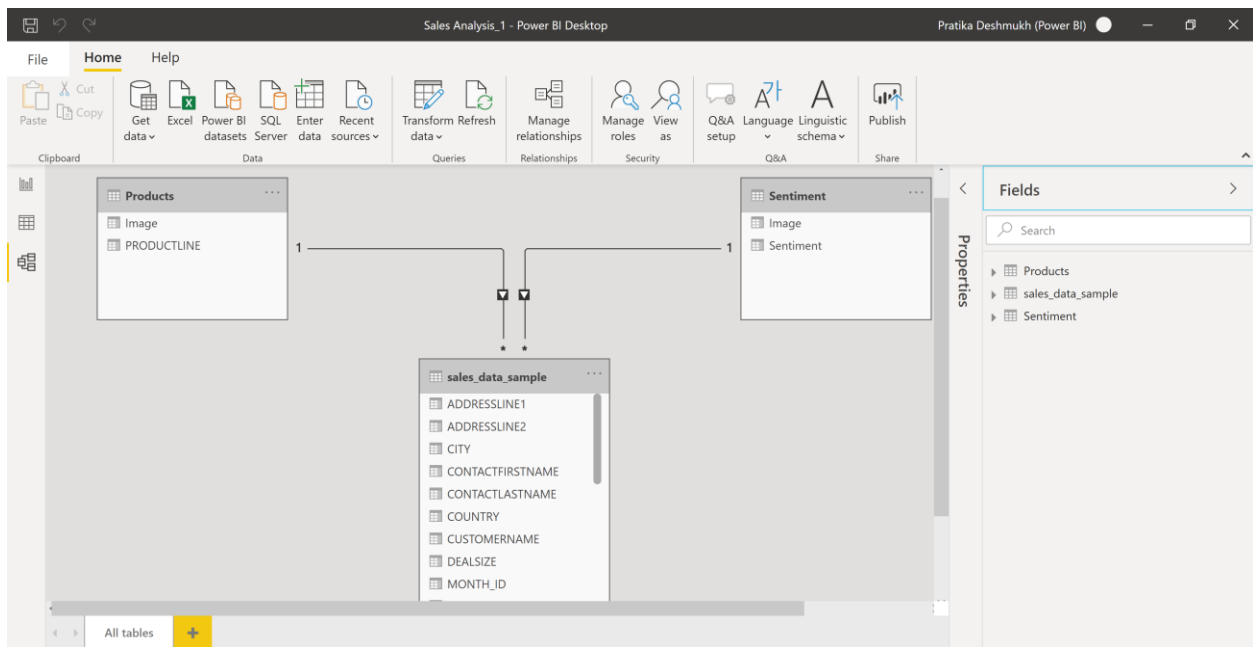 Sales Analysis_1 - Power BI Desktop
Pratika Deshmukh (Power BI)
File Home Help
Paste
Cut
Copy
Get data
Excel
Power BI datasets
SQL Server
Enter data
Recent sources
Transform data
Refresh
Manage relationships
Manage roles
View as
Q&A setup
Language
Linguistic schema
Publish
Clipboard
Data
Queries
Relationships
Security
Q&A
Share
Products
Image
PRODUCTLINE
1
1
Sentiment
Image
Sentiment
* *
sales_data_sample
ADDRESSLINE1
ADDRESSLINE2
CITY
CONTACTFIRSTNAME
CONTACTLASTNAME
COUNTRY
CUSTOMERNAME
DEALSIZE
MONTH_ID
Properties
Fields
Search
Products
sales_data_sample
Sentiment
All tables